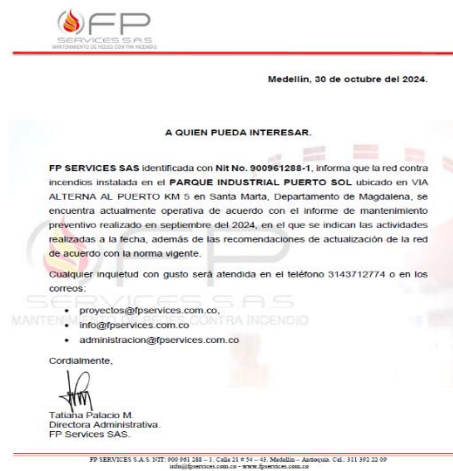 FP
SERVICES S.A.S
MANTENIMIENTO DE REDES CONTRA INCENDIO
Medellín, 30 de octubre del 2024.
A QUIEN PUEDA INTERESAR.
FP SERVICES SAS identificada con Nit No. 900961288-1, informa que la red contra
incendios instalada en el PARQUE INDUSTRIAL PUERTO SOL ubicado en VIA
ALTERNA AL PUERTO KM 5 en Santa Marta, Departamento de Magdalena, se
encuentra actualmente operativa de acuerdo con el informe de mantenimiento
preventivo realizado en septiembre del 2024, en el que se indican las actividades
realizadas a la fecha, además de las recomendaciones de actualización de la red
de acuerdo con la norma vigente.
Cualquier inquietud con gusto será atendida en el teléfono 3143712774 o en los
correos:
• proyectos@fpservices.com.co,
• info@fpservices.com.co
• administracion@fpservices.com.co
FP
SERVICES S.A.S
MANTENIMIENTO DE REDES CONTRA INCENDIO
Cordialmente,
Tatiana Palacio M.
Directora Administrativa.
FP Services SAS.
FP SERVICES S.A.S. NIT: 900 961 288 – 1. Calle 21 # 54 – 43. Medellín – Antioquia. Cel.: 311 392 22 09
info@fpservices.com.co - www.fpservices.com.co